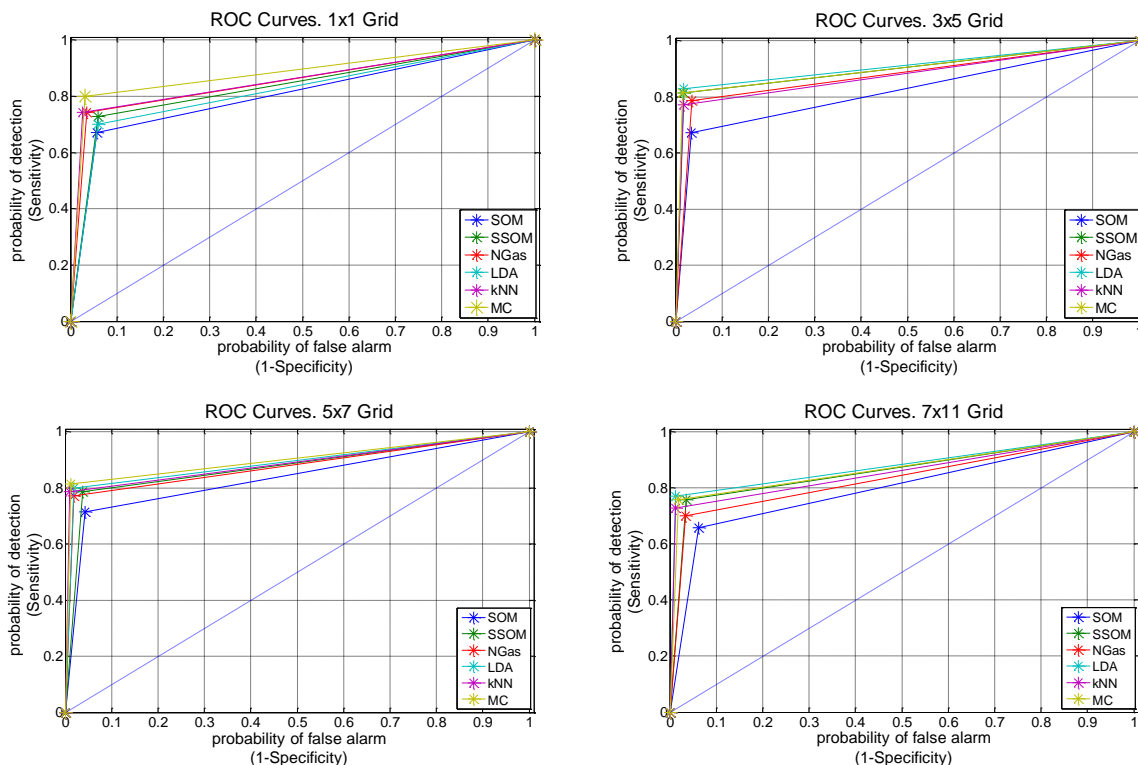 ROC Curves. 1x1 Grid
1
0.8
0.6
0.4
0.2
0
0 0.1 0.2 0.3 0.4 0.5 0.6 0.7 0.8 0.9 1
probability of detection
(Sensitivity)
probability of false alarm
(1-Specificity)
SOM
SSOM
NGas
LDA
kNN
MC
ROC Curves. 3x5 Grid
1
0.8
0.6
0.4
0.2
0
0 0.1 0.2 0.3 0.4 0.5 0.6 0.7 0.8 0.9 1
probability of detection
(Sensitivity)
probability of false alarm
(1-Specificity)
SOM
SSOM
NGas
LDA
kNN
MC
ROC Curves. 5x7 Grid
1
0.8
0.6
0.4
0.2
0
0 0.1 0.2 0.3 0.4 0.5 0.6 0.7 0.8 0.9 1
probability of detection
(Sensitivity)
probability of false alarm
(1-Specificity)
SOM
SSOM
NGas
LDA
kNN
MC
ROC Curves. 7x11 Grid
1
0.8
0.6
0.4
0.2
0
0 0.1 0.2 0.3 0.4 0.5 0.6 0.7 0.8 0.9 1
probability of detection
(Sensitivity)
probability of false alarm
(1-Specificity)
SOM
SSOM
NGas
LDA
kNN
MC